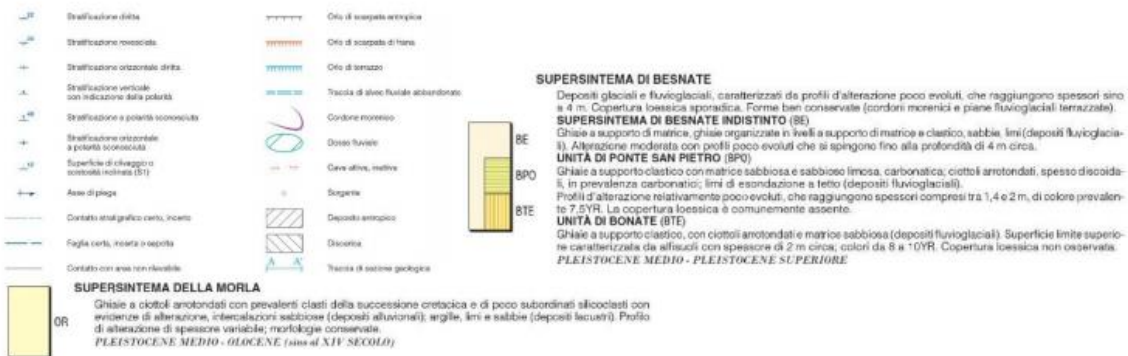 Stratificazione diritta
Stratificazione rovesciata
Stratificazione orizzontale diritta
Stratificazione verticale
con indicazione della polarità
Stratificazione a polarità sconosciuta
Stratificazione orizzontale
a polarità sconosciuta
Superficie di clivaggio o
scistosità inclinata (S1)
Asse di piega
Contatto stratigrafico certo, incerto
Faglia certa, incerta o sepolta
Contatto con area non rilevabile
Orlo di scarpata antropica
Orlo di scarpata di frana
Orlo di terrazzo
Traccia di alveo fluviale abbandonato
Cordone morenico
Dosso fluviale
Cava attiva, inattiva
Sorgente
Deposito antropico
Discarica
A A'
Traccia di sezione geologica
SUPERSINTEMA DELLA MORLA
OR
Ghiaie a ciottoli arrotondati con prevalenti clasti della successione cretacica e di poco subordinati silicoclasti con
evidenze di alterazione, intercalazioni sabbiose (depositi alluvionali); argille, limi e sabbie (depositi lacustri). Profilo
di alterazione di spessore variabile; morfologie conservate.
PLEISTOCENE MEDIO - OLOCENE (sino al XIV SECOLO)
SUPERSINTEMA DI BESNATE
Depositi glaciali e fluvioglaciali, caratterizzati da profili d'alterazione poco evoluti, che raggiungono spessori sino
a 4 m. Copertura loessica sporadica. Forme ben conservate (cordoni morenici e piane fluvioglaciali terrazzate).
BE
SUPERSINTEMA DI BESNATE INDISTINTO (BE)
Ghiaie a supporto di matrice, ghiaie organizzate in livelli a supporto di matrice e clastico, sabbie, limi (depositi fluvioglacia-
li). Alterazione moderata con profili poco evoluti che si spingono fino alla profondità di 4 m circa.
BPO
UNITÀ DI PONTE SAN PIETRO (BPO)
Ghiaie a supporto clastico con matrice sabbiosa e sabbioso limosa, carbonatica; ciottoli arrotondati, spesso discoida-
li, in prevalenza carbonatici; limi di esondazione a tetto (depositi fluvioglaciali).
Profili d'alterazione relativamente poco evoluti, che raggiungono spessori compresi tra 1,4 e 2 m, di colore prevalen-
te 7,5YR. La copertura loessica è comunemente assente.
BTE
UNITÀ DI BONATE (BTE)
Ghiaie a supporto clastico, con ciottoli arrotondati e matrice sabbiosa (depositi fluvioglaciali). Superficie limite superio-
re caratterizzata da alfisuoli con spessore di 2 m circa; colori da 8 a 10YR. Copertura loessica non osservata.
PLEISTOCENE MEDIO - PLEISTOCENE SUPERIORE